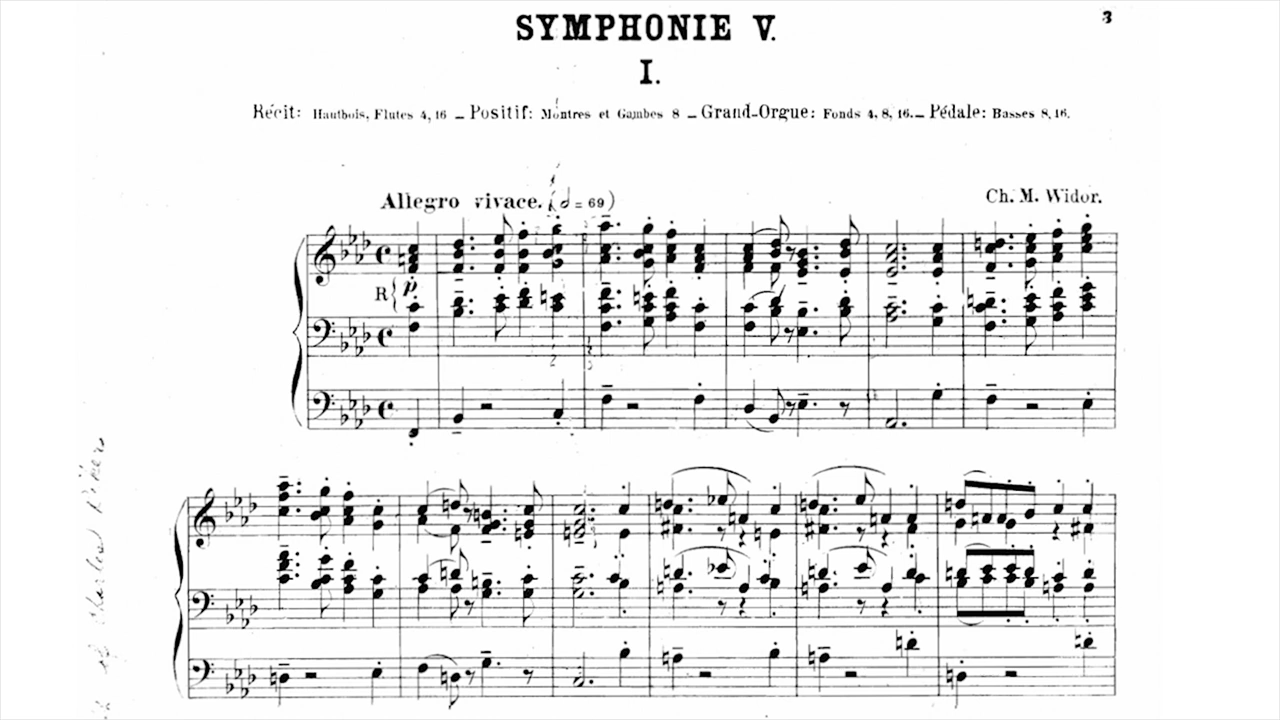 3
SYMPHONIE V.
I.
Récit: Hautbois, Flutes 4, 16 _ Positif: Montres et Gambes 8 _ Grand-Orgue: Fonds 4, 8, 16. _ Pédale: Basses 8, 16.
Allegro vivace. (𝅗𝅥 = 69)
Ch. M. Widor.
R
p